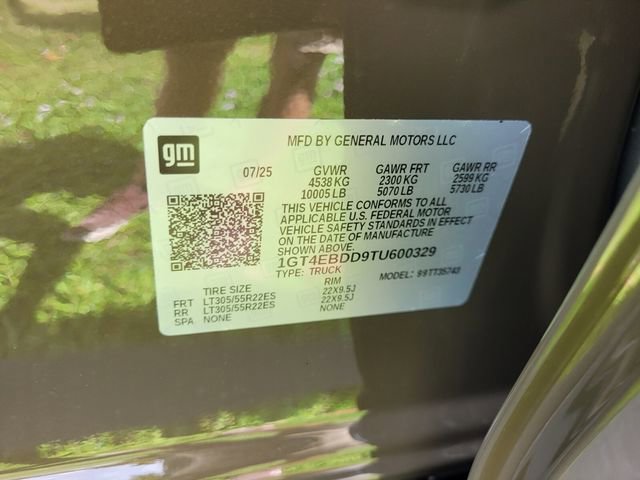 gm
MFD BY GENERAL MOTORS LLC
07/25 GVWR GAWR FRT GAWR RR
4538 KG 2300 KG 2599 KG
10005 LB 5070 LB 5730 LB
THIS VEHICLE CONFORMS TO ALL
APPLICABLE U.S. FEDERAL MOTOR
VEHICLE SAFETY STANDARDS IN EFFECT
ON THE DATE OF MANUFACTURE
SHOWN ABOVE.
1GT4EBDD9TU600329
TYPE: TRUCK
MODEL:
TIRE SIZE RIM
FRT LT305/55R22ES 22X9.5J
RR LT305/55R22ES 22X9.5J
SPA NONE NONE